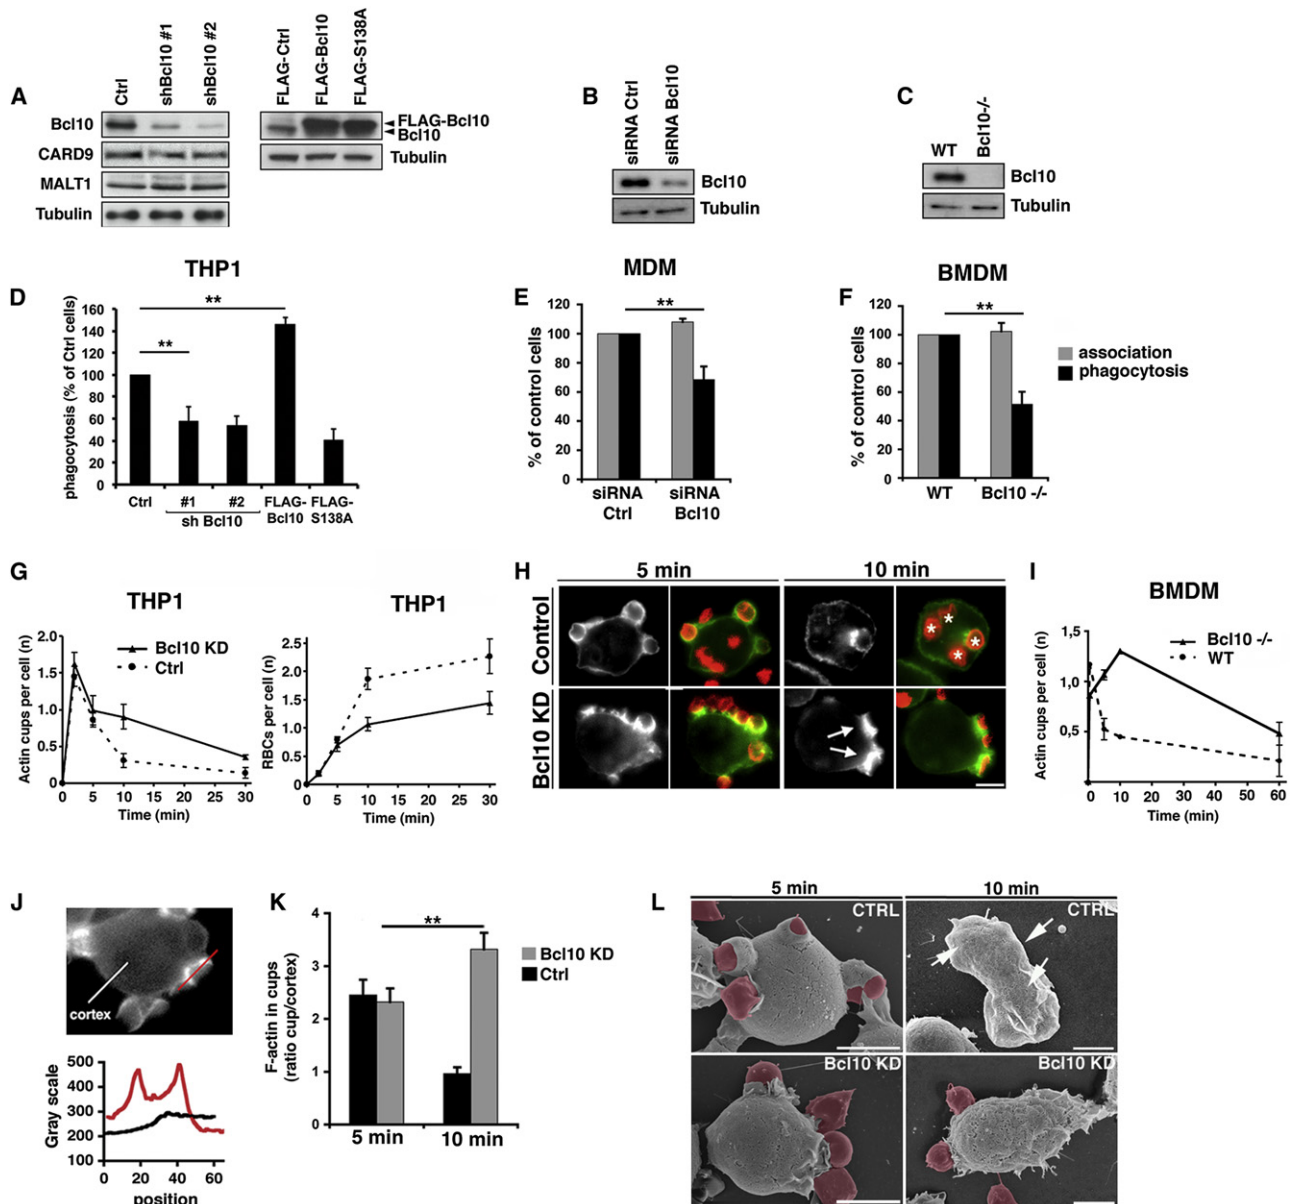 A
Ctrl
shBcl10 #1
shBcl10 #2
Bcl10
CARD9
MALT1
Tubulin
FLAG-Ctrl
FLAG-Bcl10
FLAG-S138A
FLAG-Bcl10
Bcl10
Tubulin
B
siRNA Ctrl
siRNA Bcl10
Bcl10
Tubulin
C
WT
Bcl10-/-
Bcl10
Tubulin
D
THP1
phagocytosis (% of Ctrl cells)
160
140
120
100
80
60
40
20
0
**
**
Ctrl
#1
#2
sh Bcl10
FLAG-
Bcl10
FLAG-
S138A
E
MDM
% of control cells
120
100
80
60
40
20
0
**
siRNA
Ctrl
siRNA
Bcl10
F
BMDM
% of control cells
120
100
80
60
40
20
0
**
WT
Bcl10 -/-
association
phagocytosis
G
THP1
Actin cups per cell (n)
2.0
1.5
1.0
0.5
0
Bcl10 KD
Ctrl
0 5 10 15 20 25 30
Time (min)
THP1
RBCs per cell (n)
2.5
2.0
1.5
1.0
0.5
0
0 5 10 15 20 25 30
Time (min)
H
5 min
10 min
Control
Bcl10 KD
* * * *
I
BMDM
Actin cups per cell (n)
1,5
1,0
0,5
Bcl10 -/-
WT
0 10 20 30 40 50 60
Time (min)
J
cortex
Gray scale
500
400
300
200
100
0 20 40 60
position
K
F-actin in cups
(ratio cup/cortex)
4
3
2
1
0
**
Bcl10 KD
Ctrl
5 min
10 min
L
5 min
10 min
CTRL
CTRL
Bcl10 KD
Bcl10 KD